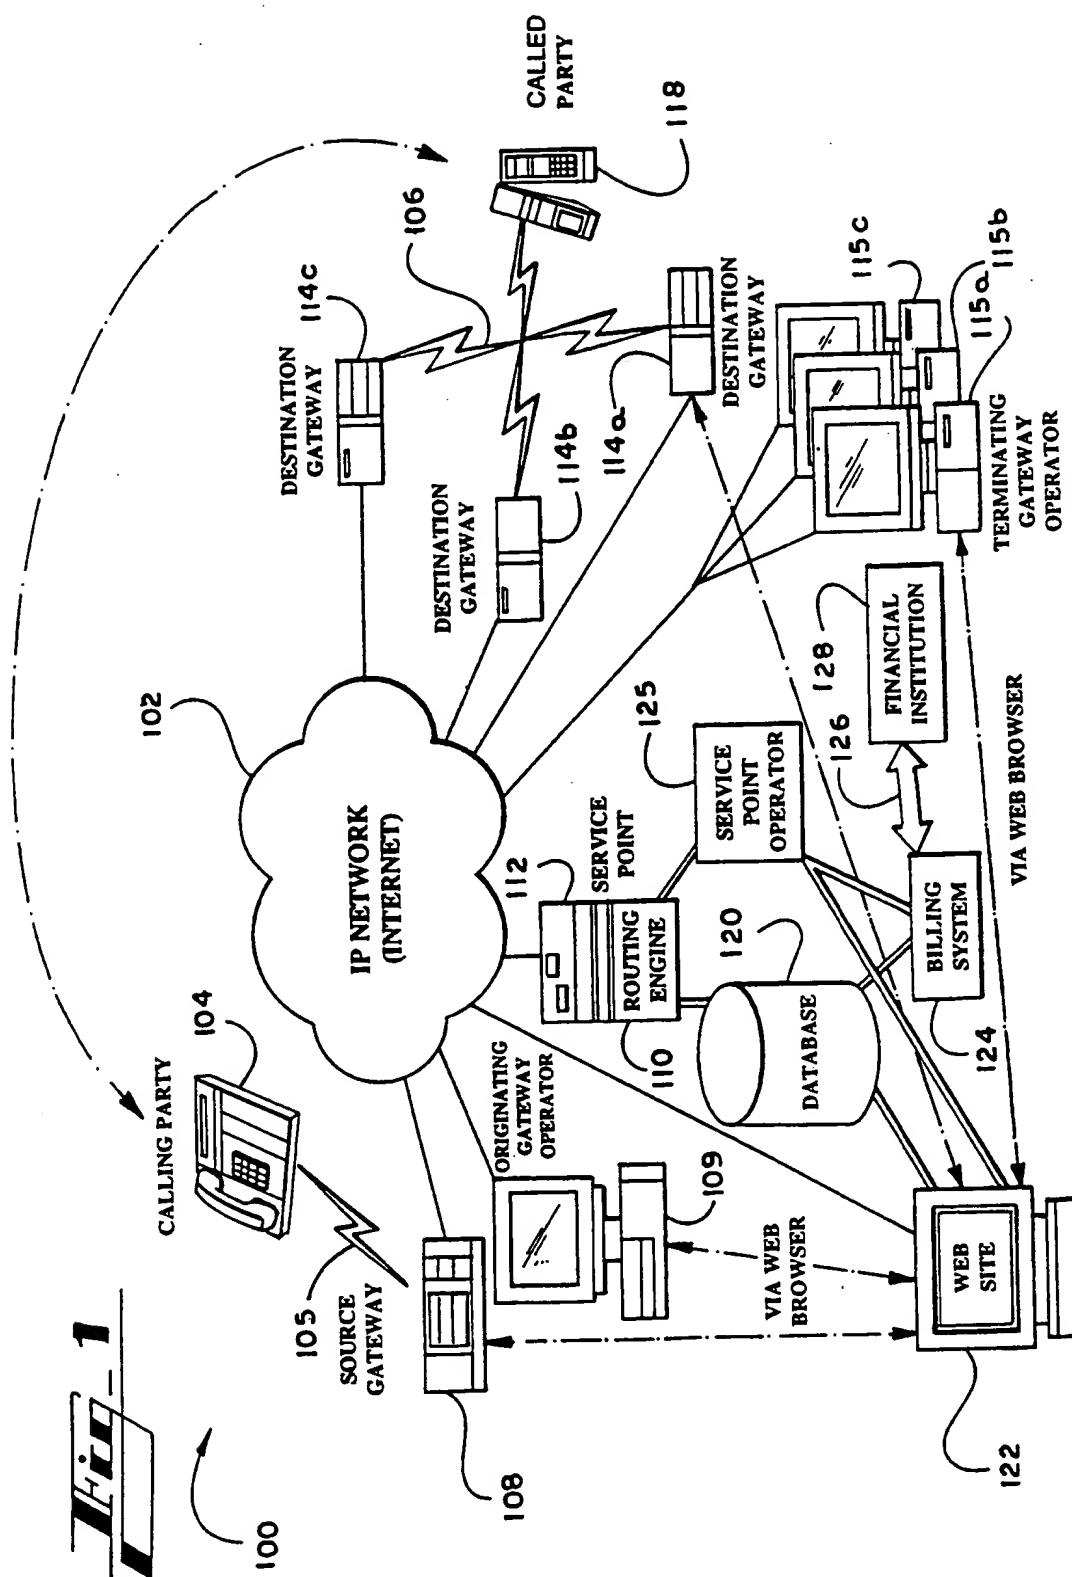 Fig_1
100
CALLING PARTY
104
105
SOURCE
GATEWAY
108
ORIGINATING
GATEWAY
OPERATOR
109
VIA WEB
BROWSER
WEB
SITE
122
102
IP NETWORK
(INTERNET)
112
SERVICE
POINT
ROUTING
ENGINE
110
120
DATABASE
125
SERVICE
POINT
OPERATOR
BILLING
SYSTEM
124
126
128
FINANCIAL
INSTITUTION
VIA WEB BROWSER
DESTINATION
GATEWAY
114c
106
DESTINATION
GATEWAY
114b
114a
DESTINATION
GATEWAY
CALLED
PARTY
118
115c
115b
115a
TERMINATING
GATEWAY
OPERATOR